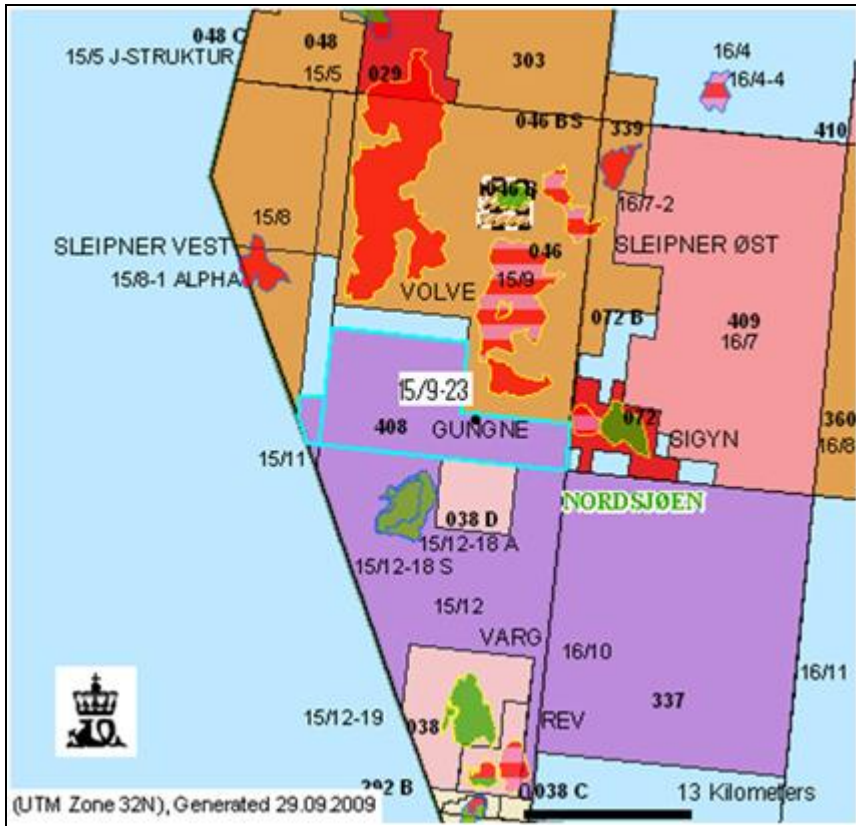 048 C
048
16/4
15/5 J-STRUKTUR
303
15/5
029
16/4-4
046 BS
339
410
046 B
16/7-2
15/8
SLEIPNER VEST
046
SLEIPNER ØST
15/8-1 ALPHA
15/9
VOLVE
072 B
409
16/7
15/9-23
072
360
408
GUNGNE
SIGYN
16/8
15/11
NORDSJØEN
038 D
15/12-18 A
15/12-18 S
15/12
VARG
16/10
16/11
337
15/12-19
038
REV
292 B
038 C
13 Kilometers
(UTM Zone 32N), Generated 29.09.2009